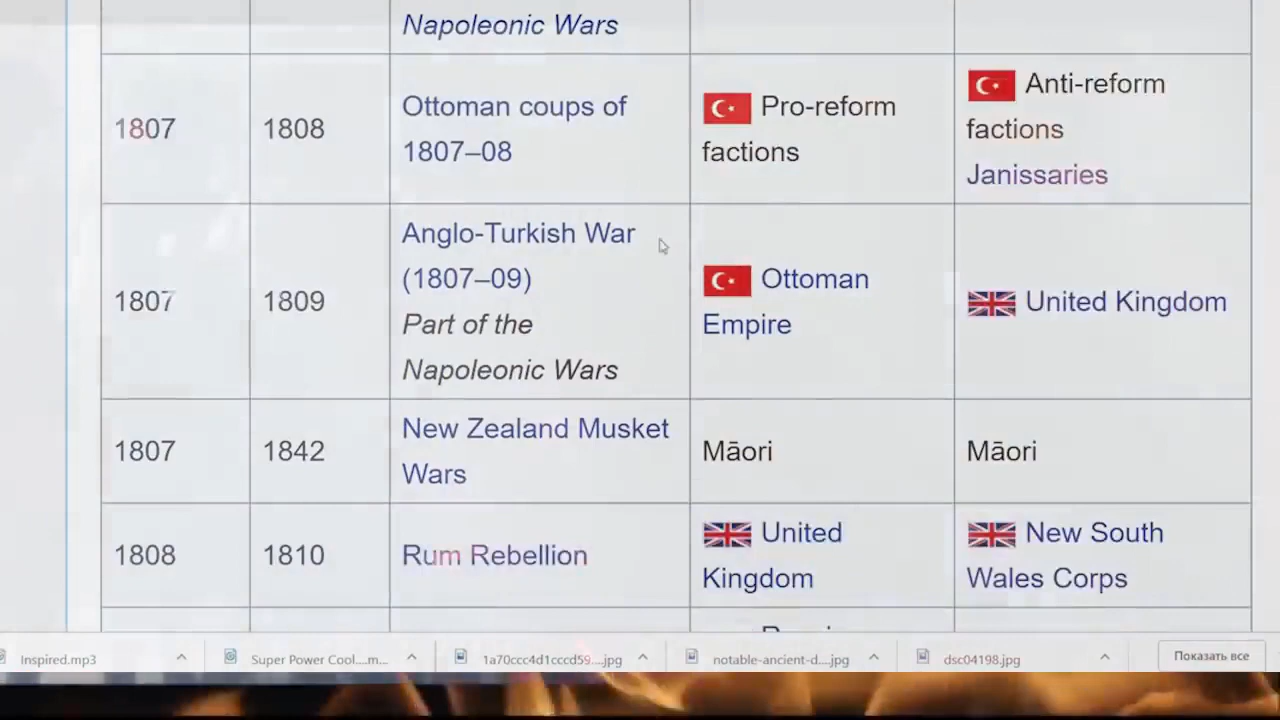 Napoleonic Wars
1807
1808
Ottoman coups of
1807–08
Pro-reform
factions
Anti-reform
factions
Janissaries
1807
1809
Anglo-Turkish War
(1807–09)
Part of the
Napoleonic Wars
Ottoman
Empire
United Kingdom
1807
1842
New Zealand Musket
Wars
Māori
Māori
1808
1810
Rum Rebellion
United
Kingdom
New South
Wales Corps
Inspired.mp3
Super Power Cool....m...
1a70ccc4d1cccd59....jpg
notable-ancient-d....jpg
dsc04198.jpg
Показать все